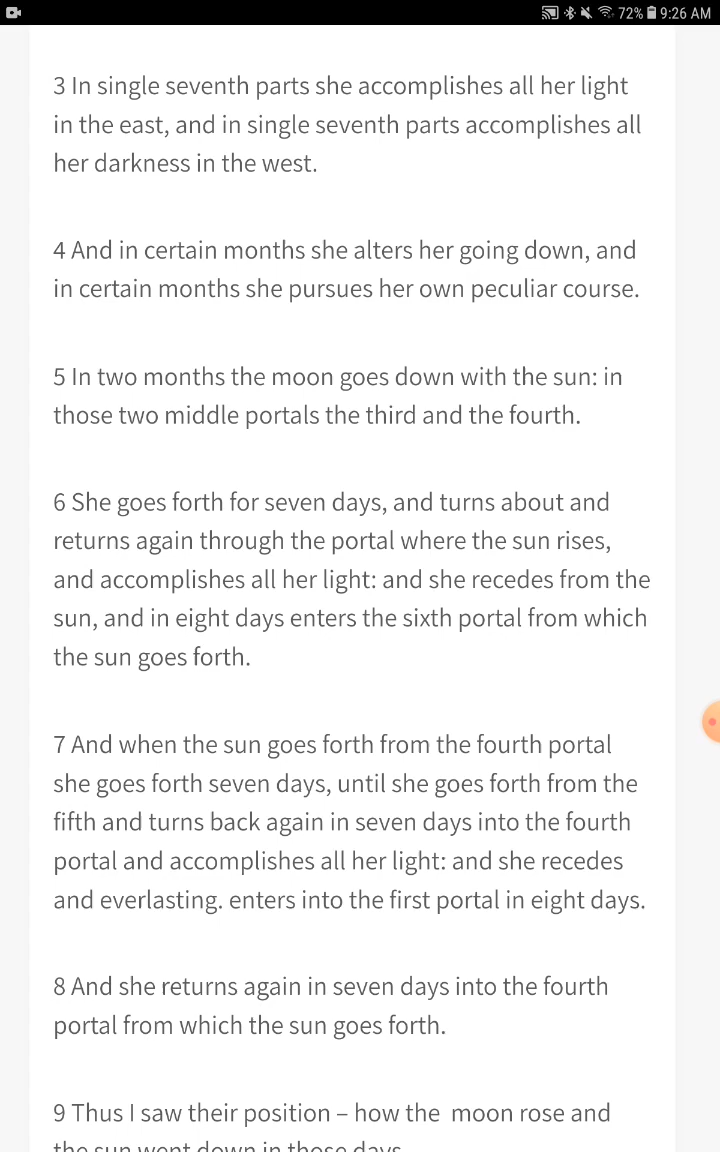 72% 9:26 AM
3 In single seventh parts she accomplishes all her light
in the east, and in single seventh parts accomplishes all
her darkness in the west.
4 And in certain months she alters her going down, and
in certain months she pursues her own peculiar course.
5 In two months the moon goes down with the sun: in
those two middle portals the third and the fourth.
6 She goes forth for seven days, and turns about and
returns again through the portal where the sun rises,
and accomplishes all her light: and she recedes from the
sun, and in eight days enters the sixth portal from which
the sun goes forth.
7 And when the sun goes forth from the fourth portal
she goes forth seven days, until she goes forth from the
fifth and turns back again in seven days into the fourth
portal and accomplishes all her light: and she recedes
and everlasting. enters into the first portal in eight days.
8 And she returns again in seven days into the fourth
portal from which the sun goes forth.
9 Thus I saw their position – how the  moon rose and
the sun went down in those days.